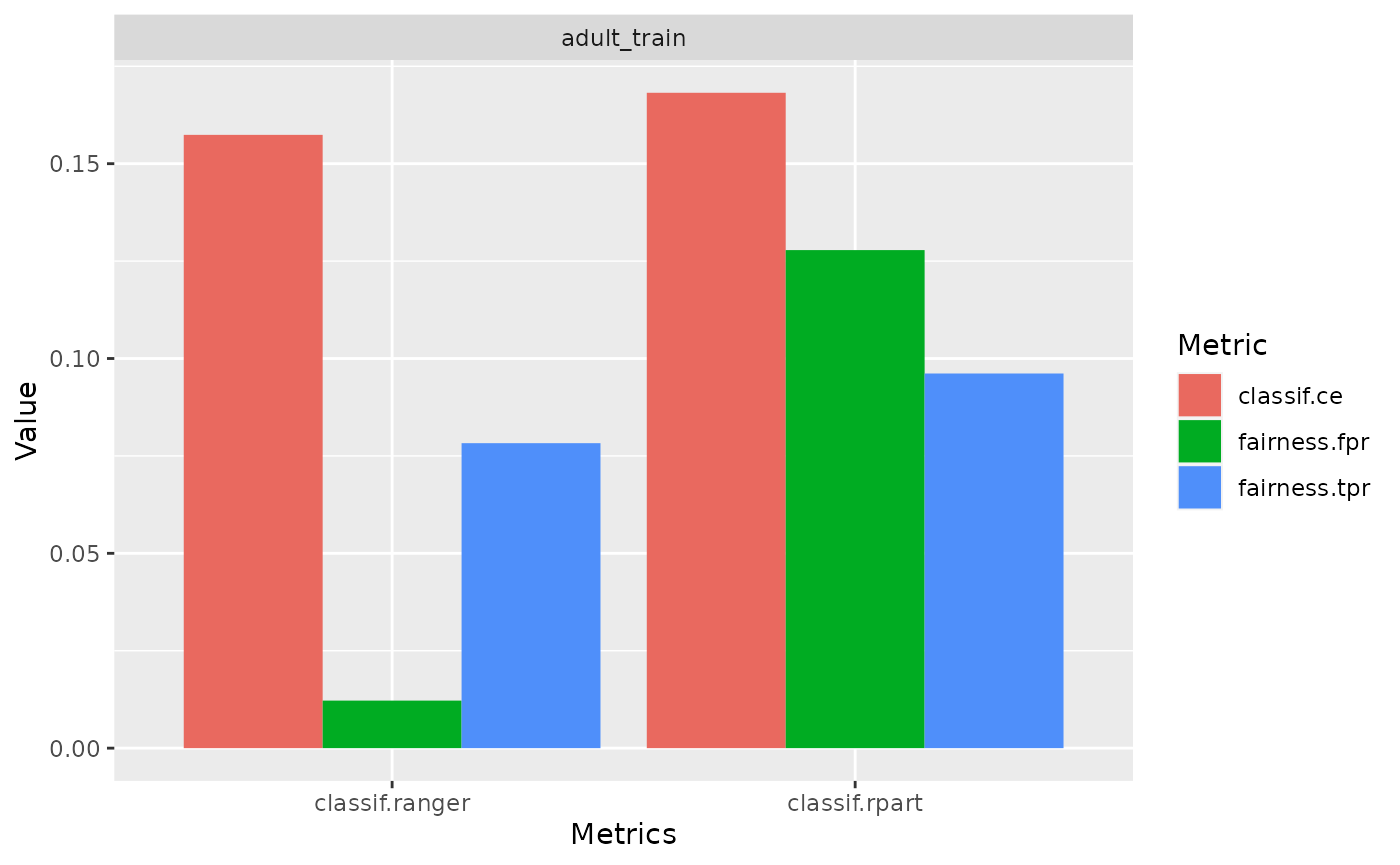 adult_train
0.15
0.10
0.05
0.00
Value
classif.ranger
classif.rpart
Metrics
Metric
classif.ce
fairness.fpr
fairness.tpr